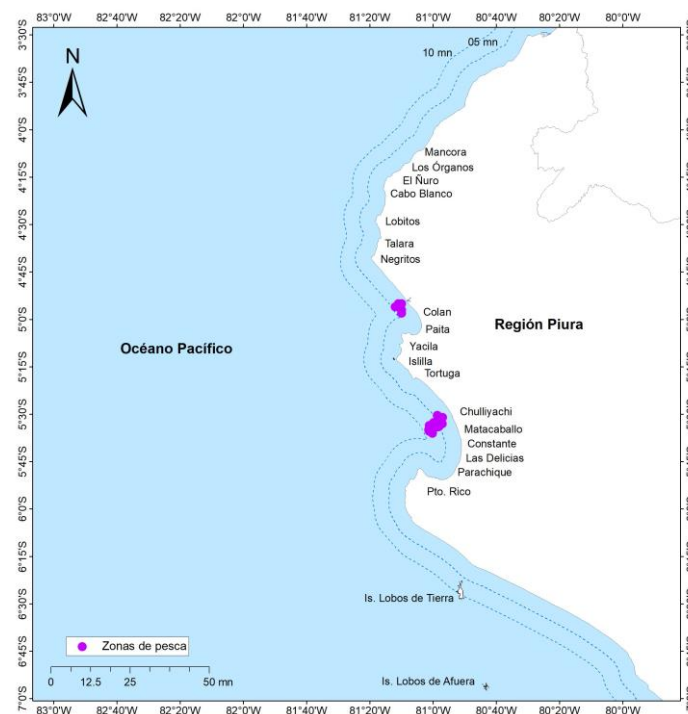 83°0'W 82°40'W 82°20'W 82°0'W 81°40'W 81°20'W 81°0'W 80°40'W 80°0'W
3°30'S
3°45'S
4°0'S
4°15'S
4°30'S
4°45'S
5°0'S
5°15'S
5°30'S
5°45'S
6°0'S
6°15'S
6°30'S
6°45'S
7°0'S
N
10 mn
05 mn
Mancora
Los Órganos
El Ñuro
Cabo Blanco
Lobitos
Talara
Negritos
Colan
Paita
Región Piura
Océano Pacífico
Yacila
Islilla
Tortuga
Chulliyachi
Matacaballo
Constante
Las Delicias
Parachique
Pto. Rico
Is. Lobos de Tierra
Is. Lobos de Afuera
Zonas de pesca
0 12.5 25 50 mn
83°0'W 82°40'W 82°20'W 82°0'W 81°40'W 81°20'W 81°0'W 80°40'W 80°0'W